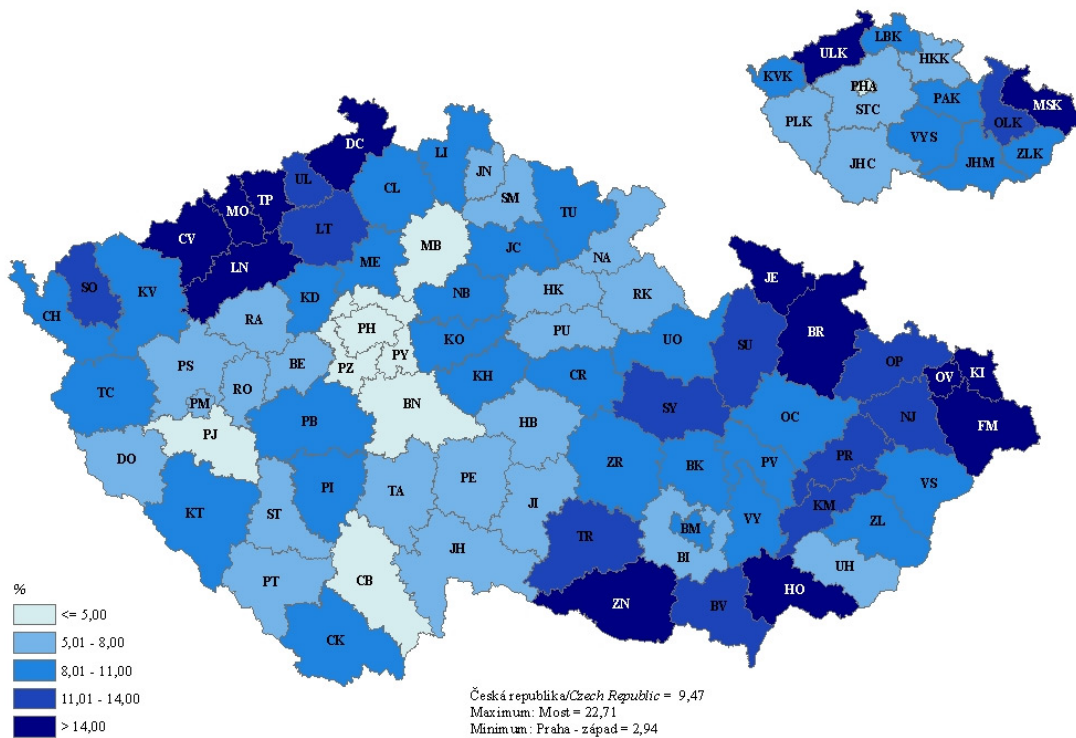 LBK
ULK
HKK
KVK
PHA
MSK
STC
PAK
OLK
PLK
VYS
ZLK
JHC
JHM
DC
LI
JN
UL
CL
SM
TP
MO
TU
CV
LT
MB
JC
LN
ME
NA
JE
SO
KV
KD
NB
HK
RK
CH
RA
PH
BR
KO
PU
UO
SU
PS
BE
PZ
PY
OP
KI
OV
TC
RO
KH
CR
PM
BN
SY
OC
NJ
PB
HB
FM
PJ
DO
PR
ZR
BK
PV
VS
PE
KT
PI
TA
ST
JI
KM
VY
ZL
BM
TR
JH
BI
UH
PT
CB
HO
ZN
BV
CK
%
<= 5,00
5,01 - 8,00
8,01 - 11,00
11,01 - 14,00
> 14,00
Česká republika/Czech Republic = 9,47
Maximum: Most = 22,71
Minimum: Praha - západ = 2,94